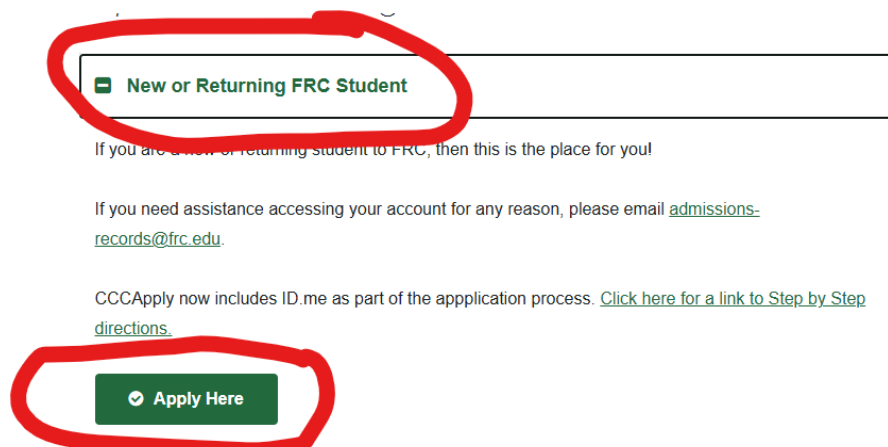 New or Returning FRC Student
If you are a new or returning student to FRC, then this is the place for you!
If you need assistance accessing your account for any reason, please email admissions-
records@frc.edu.
CCCApply now includes ID.me as part of the appplication process. Click here for a link to Step by Step
directions.
Apply Here